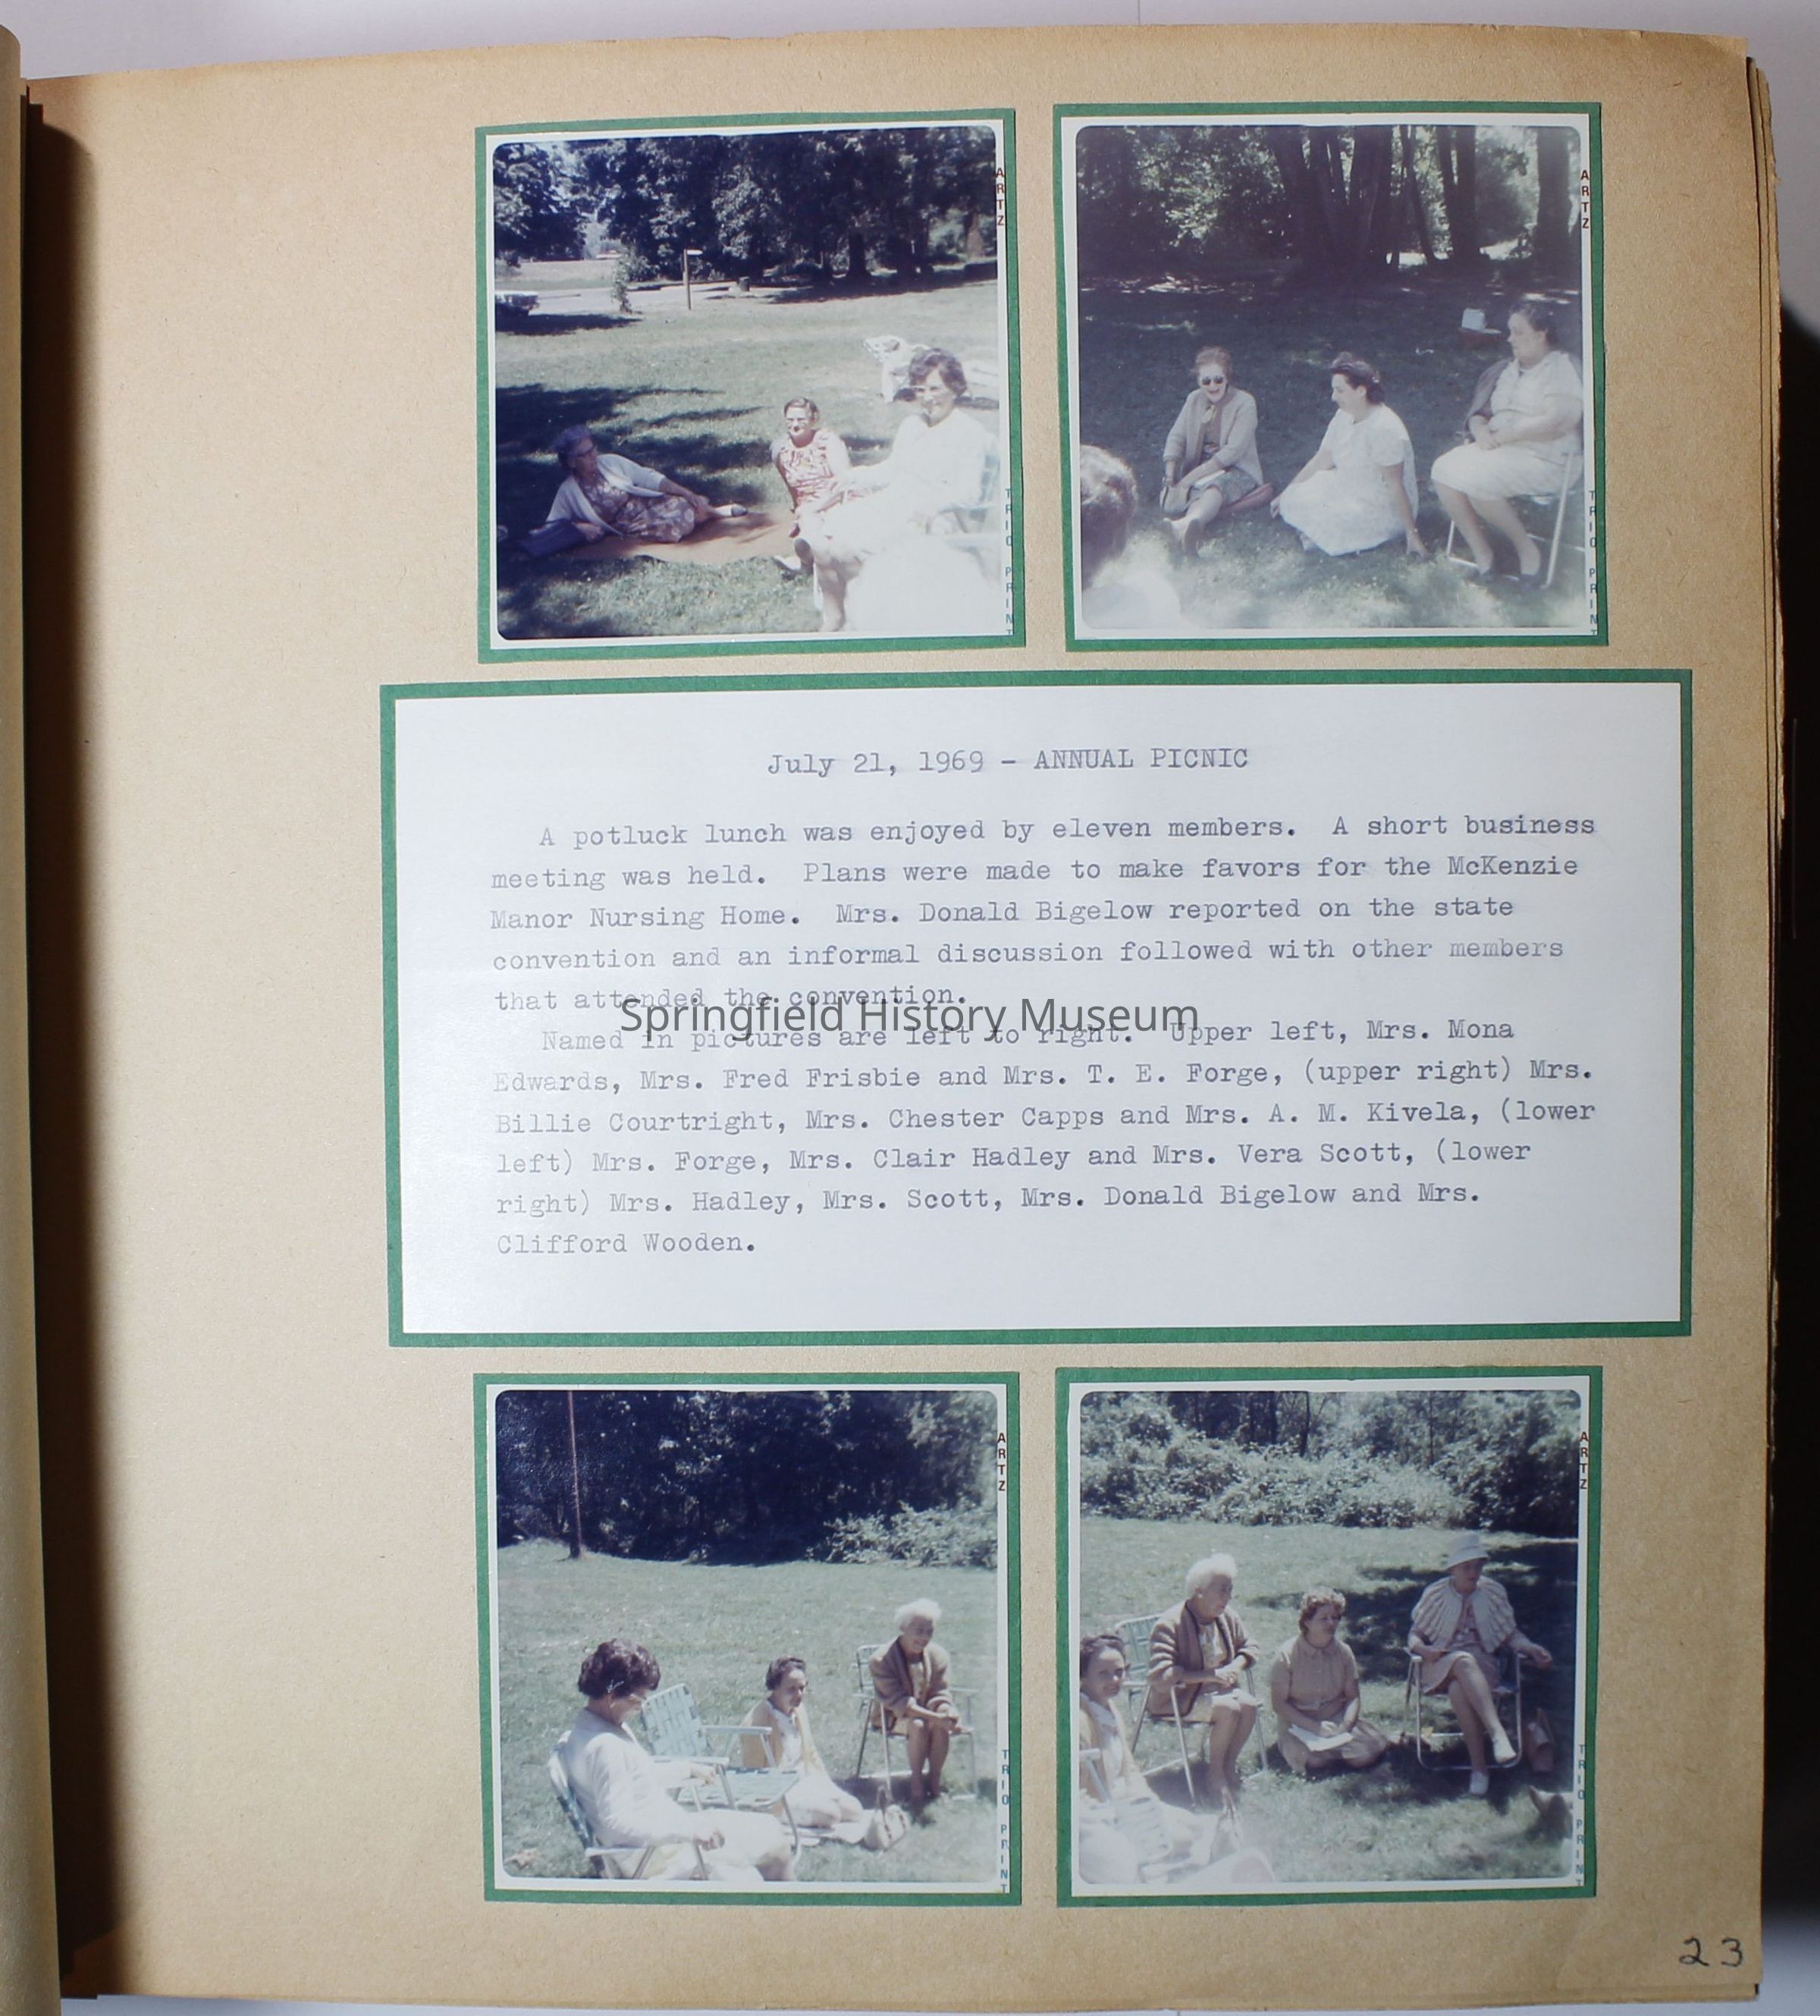 ARTZ
TRIO PRINT
ARTZ
TRIO PRINT
July 21, 1969 - ANNUAL PICNIC
A potluck lunch was enjoyed by eleven members. A short business
meeting was held. Plans were made to make favors for the McKenzie
Manor Nursing Home. Mrs. Donald Bigelow reported on the state
convention and an informal discussion followed with other members
that attended the convention.
Springfield History Museum
Named in pictures are left to right. Upper left, Mrs. Mona
Edwards, Mrs. Fred Frisbie and Mrs. T. E. Forge, (upper right) Mrs.
Billie Courtright, Mrs. Chester Capps and Mrs. A. M. Kivela, (lower
left) Mrs. Forge, Mrs. Clair Hadley and Mrs. Vera Scott, (lower
right) Mrs. Hadley, Mrs. Scott, Mrs. Donald Bigelow and Mrs.
Clifford Wooden.
ARTZ
TRIO PRINT
ARTZ
TRIO PRINT
23